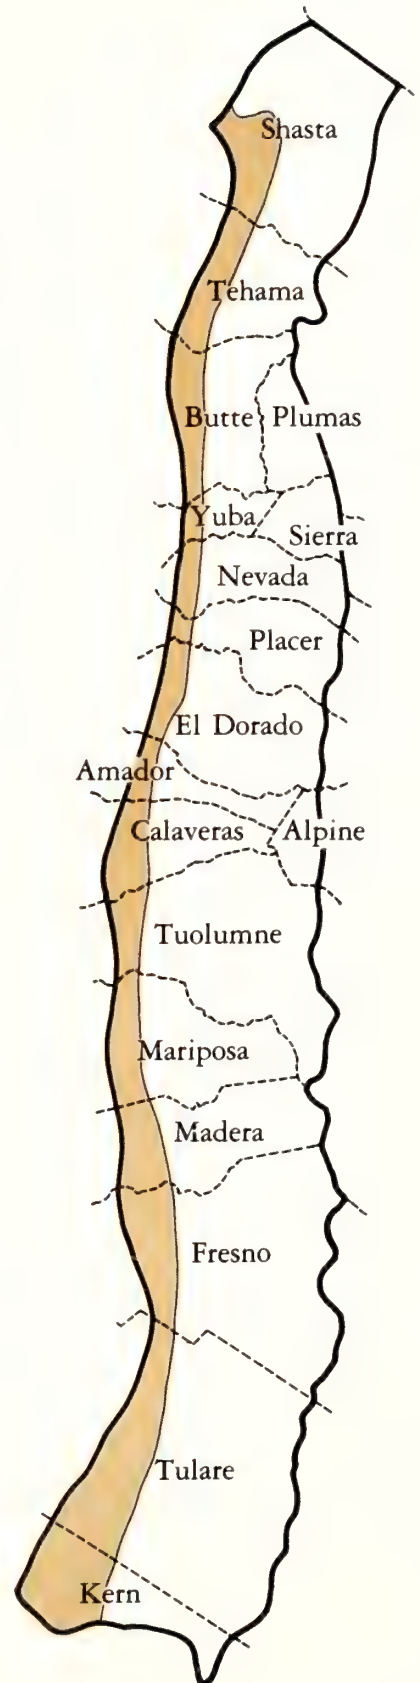 Shasta
Tehama
Butte Plumas
Yuba
Sierra
Nevada
Placer
El Dorado
Amador
Calaveras Alpine
Tuolumne
Mariposa
Madera
Fresno
Tulare
Kern